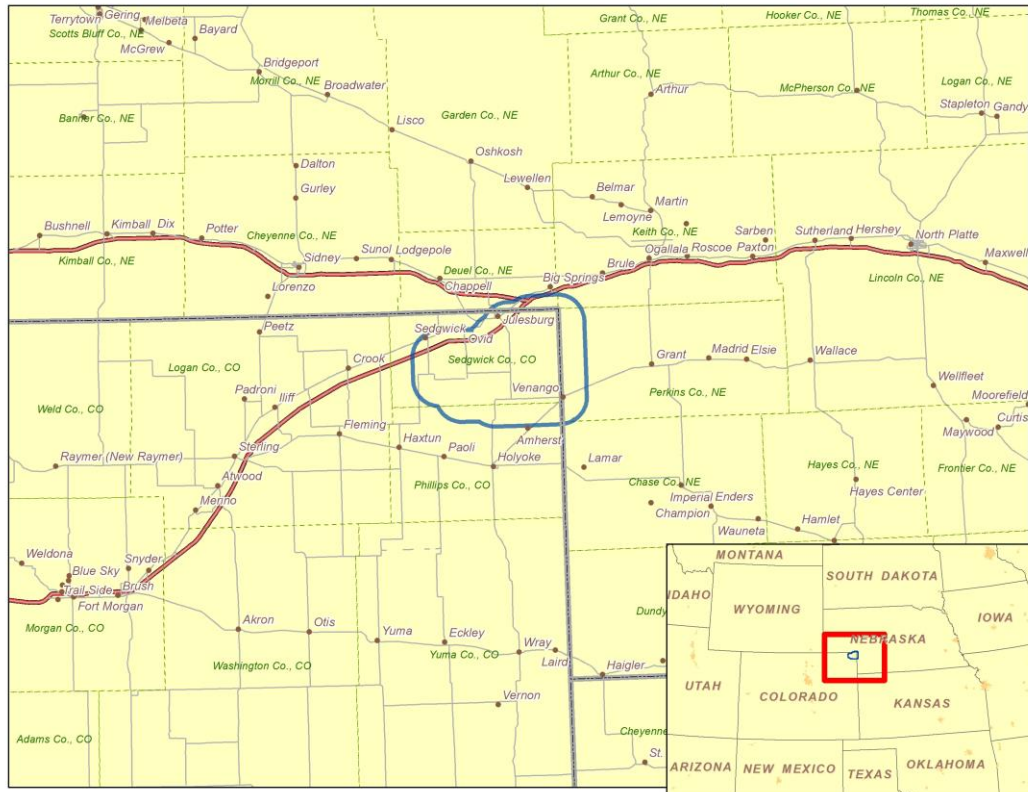 Terrytown
Gering
Melbeta
Bayard
Scotts Bluff Co., NE
McGrew
Grant Co., NE
Hooker Co., NE
Thomas Co., NE
Bridgeport
Morrill Co., NE
Broadwater
Arthur Co., NE
Arthur
McPherson Co., NE
Logan Co., NE
Stapleton
Gandy
Banner Co., NE
Lisco
Garden Co., NE
Dalton
Oshkosh
Gurley
Lewellen
Belmar
Martin
Lemoyne
Bushnell
Kimball
Dix
Potter
Cheyenne Co., NE
Keith Co., NE
Sarben
Sutherland
Hershey
North Platte
Kimball Co., NE
Sidney
Sunol
Lodgepole
Ogallala
Roscoe
Paxton
Maxwell
Deuel Co., NE
Big Springs
Brule
Lincoln Co., NE
Chappell
Lorenzo
Julesburg
Peetz
Sedgwick
Ovid
Sedgwick Co., CO
Crook
Grant
Madrid
Elsie
Wallace
Logan Co., CO
Weld Co., CO
Padroni
Iliff
Venango
Perkins Co., NE
Wellfleet
Moorefield
Fleming
Amherst
Curtis
Maywood
Sterling
Haxtun
Paoli
Raymer (New Raymer)
Holyoke
Lamar
Atwood
Phillips Co., CO
Chase Co., NE
Hayes Co., NE
Frontier Co., NE
Merino
Imperial
Enders
Hayes Center
Champion
Wauneta
Hamlet
Weldona
Snyder
Blue Sky
Trail Side
Brush
Fort Morgan
Morgan Co., CO
Akron
Otis
Yuma
Eckley
Wray
Dundy
Washington Co., CO
Yuma Co., CO
Laird
Haigler
Vernon
Adams Co., CO
Cheyenne
St.
MONTANA
SOUTH DAKOTA
IDAHO
WYOMING
IOWA
NEBRASKA
UTAH
COLORADO
KANSAS
ARIZONA
NEW MEXICO
TEXAS
OKLAHOMA